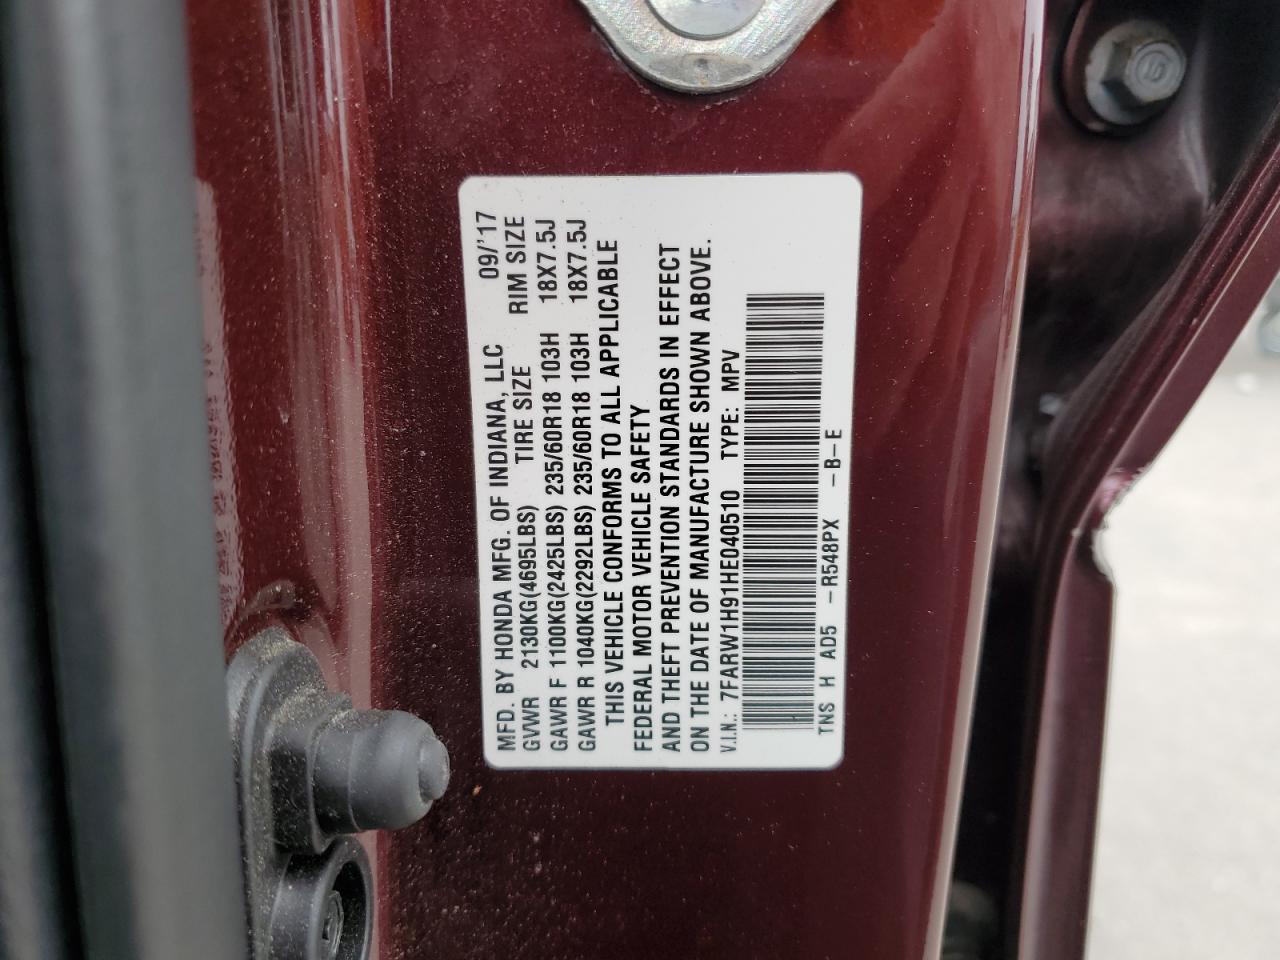 MFD. BY HONDA MFG. OF INDIANA, LLC 09/'17
GVWR 2130KG(4695LBS) TIRE SIZE RIM SIZE
GAWR F 1100KG(2425LBS) 235/60R18 103H 18X7.5J
GAWR R 1040KG(2292LBS) 235/60R18 103H 18X7.5J
THIS VEHICLE CONFORMS TO ALL APPLICABLE
FEDERAL MOTOR VEHICLE SAFETY
AND THEFT PREVENTION STANDARDS IN EFFECT
ON THE DATE OF MANUFACTURE SHOWN ABOVE.
V.I.N.: 7FARW1H91HE040510 TYPE: MPV
TNS H AD5 -R548PX -B-E